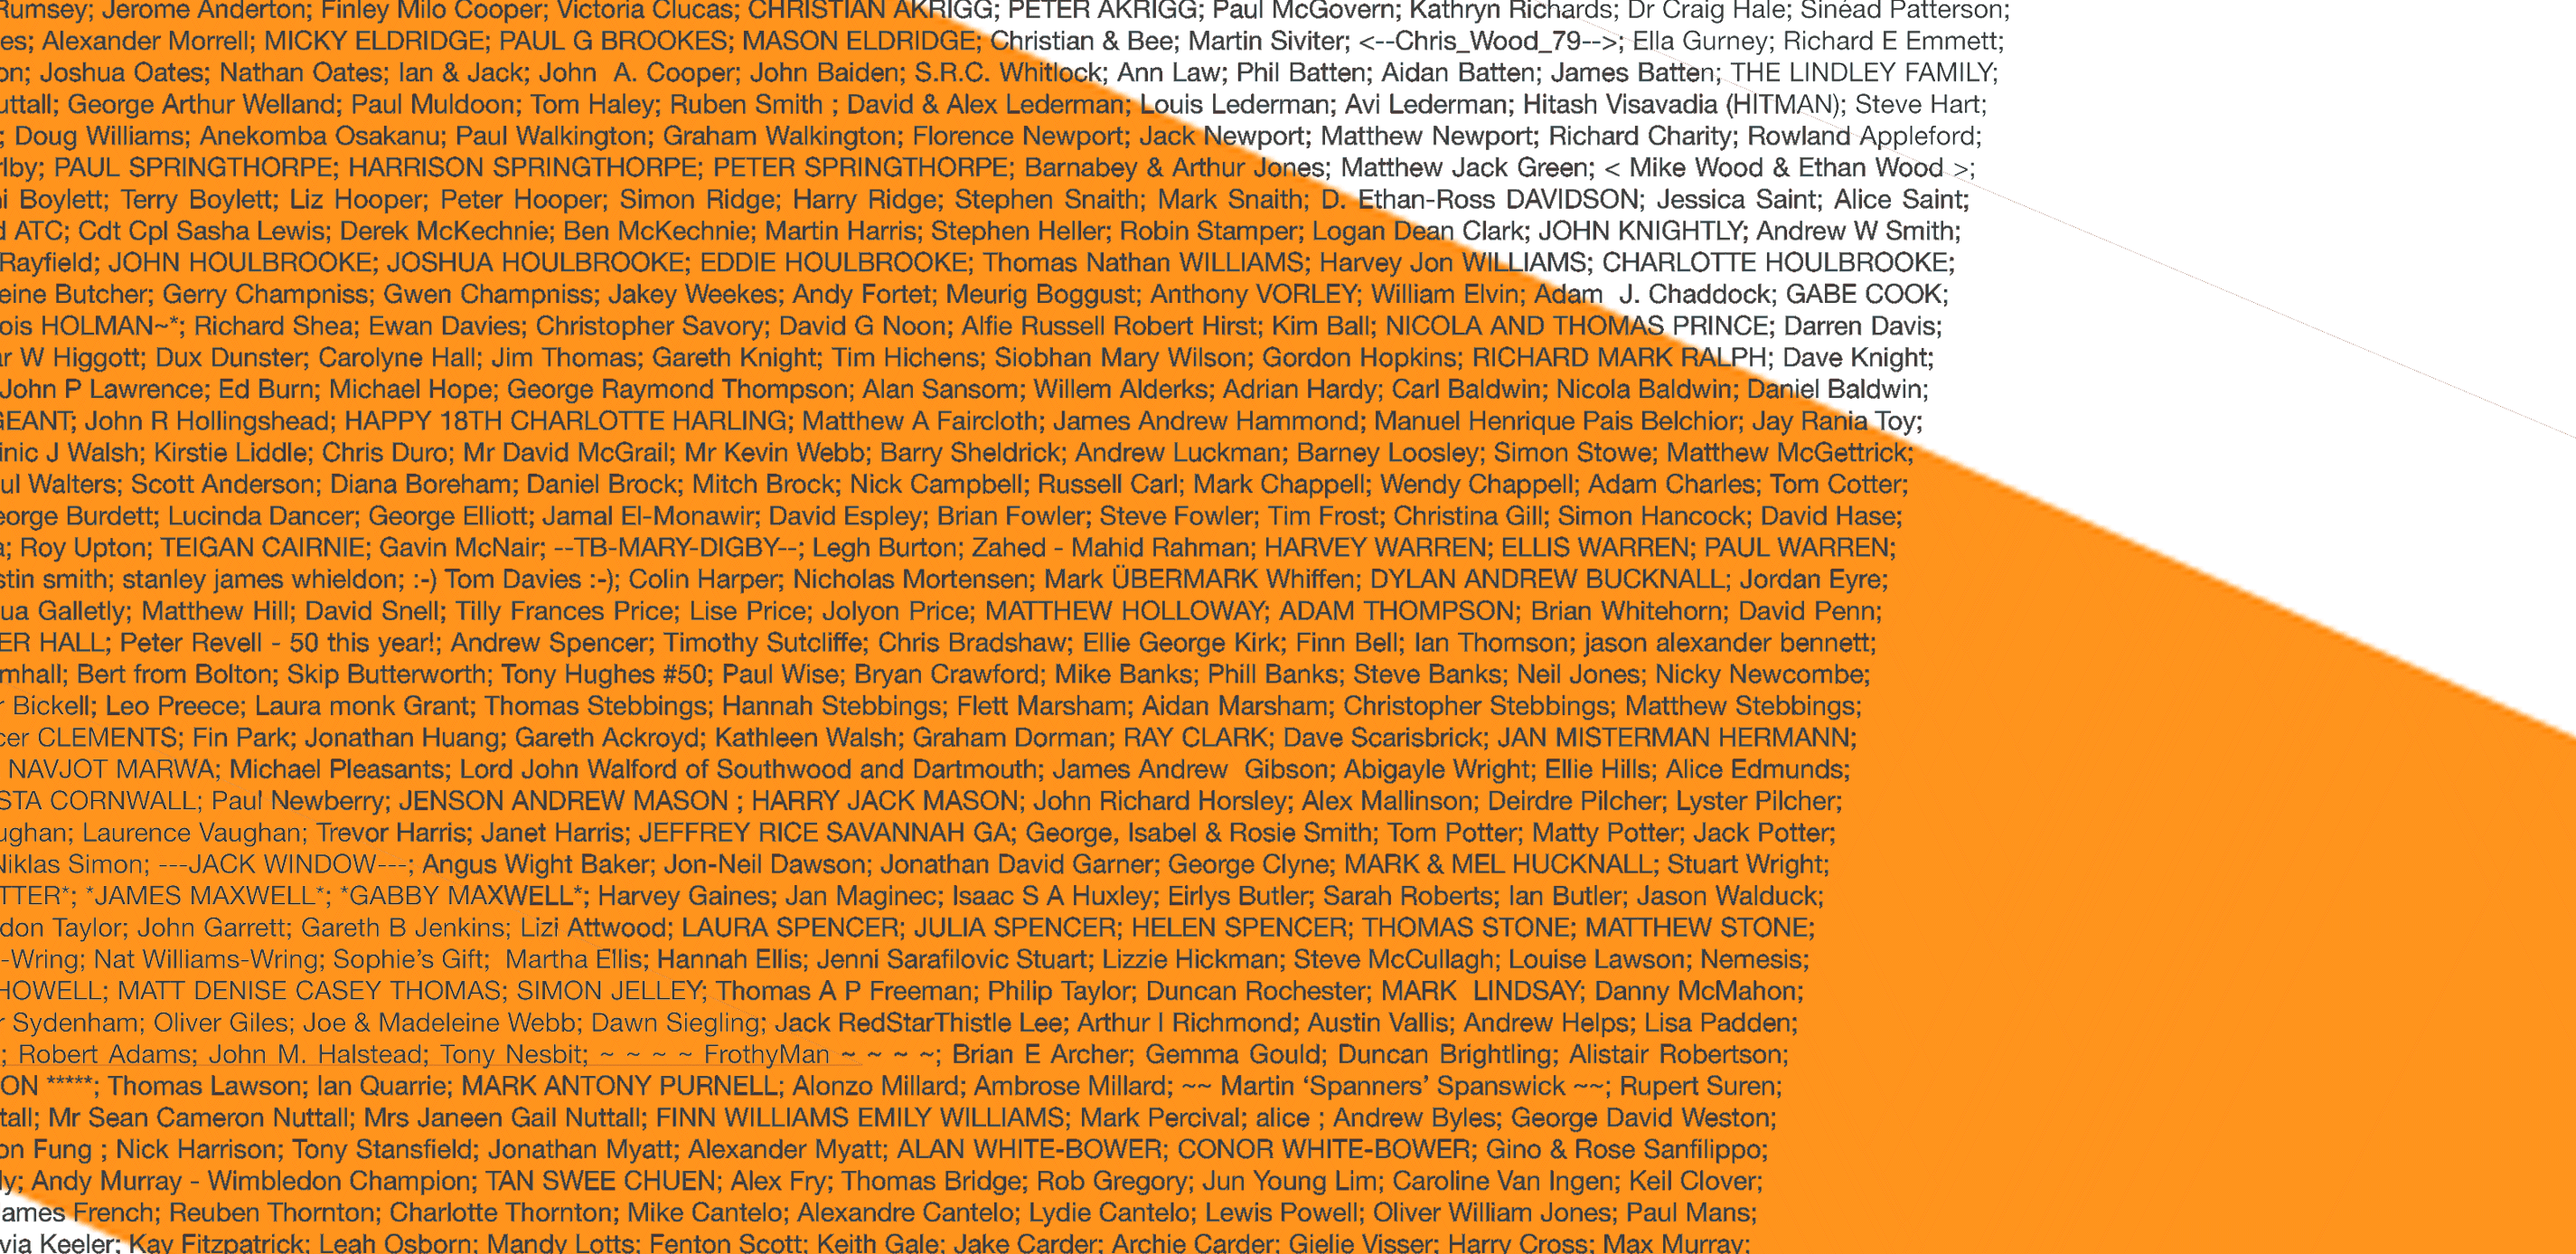 Rumsey; Jerome Anderton; Finley Milo Cooper; Victoria Clucas; CHRISTIAN AKRIGG; PETER AKRIGG; Paul McGovern; Kathryn Richards; Dr Craig Hale; Sinéad Patterson;
es; Alexander Morrell; MICKY ELDRIDGE; PAUL G BROOKES; MASON ELDRIDGE; Christian & Bee; Martin Siviter; <--Chris_Wood_79-->; Ella Gurney; Richard E Emmett;
on; Joshua Oates; Nathan Oates; Ian & Jack; John A. Cooper; John Baiden; S.R.C. Whitlock; Ann Law; Phil Batten; Aidan Batten; James Batten; THE LINDLEY FAMILY;
uttall; George Arthur Welland; Paul Muldoon; Tom Haley; Ruben Smith ; David & Alex Lederman; Louis Lederman; Avi Lederman; Hitash Visavadia (HITMAN); Steve Hart;
; Doug Williams; Anekomba Osakanu; Paul Walkington; Graham Walkington; Florence Newport; Jack Newport; Matthew Newport; Richard Charity; Rowland Appleford;
rlby; PAUL SPRINGTHORPE; HARRISON SPRINGTHORPE; PETER SPRINGTHORPE; Barnabey & Arthur Jones; Matthew Jack Green; < Mike Wood & Ethan Wood >;
i Boylett; Terry Boylett; Liz Hooper; Peter Hooper; Simon Ridge; Harry Ridge; Stephen Snaith; Mark Snaith; D. Ethan-Ross DAVIDSON; Jessica Saint; Alice Saint;
d ATC; Cdt Cpl Sasha Lewis; Derek McKechnie; Ben McKechnie; Martin Harris; Stephen Heller; Robin Stamper; Logan Dean Clark; JOHN KNIGHTLY; Andrew W Smith;
Rayfield; JOHN HOULBROOKE; JOSHUA HOULBROOKE; EDDIE HOULBROOKE; Thomas Nathan WILLIAMS; Harvey Jon WILLIAMS; CHARLOTTE HOULBROOKE;
eine Butcher; Gerry Champniss; Gwen Champniss; Jakey Weekes; Andy Fortet; Meurig Boggust; Anthony VORLEY; William Elvin; Adam J. Chaddock; GABE COOK;
ois HOLMAN~*; Richard Shea; Ewan Davies; Christopher Savory; David G Noon; Alfie Russell Robert Hirst; Kim Ball; NICOLA AND THOMAS PRINCE; Darren Davis;
ar W Higgott; Dux Dunster; Carolyne Hall; Jim Thomas; Gareth Knight; Tim Hichens; Siobhan Mary Wilson; Gordon Hopkins; RICHARD MARK RALPH; Dave Knight;
John P Lawrence; Ed Burn; Michael Hope; George Raymond Thompson; Alan Sansom; Willem Alderks; Adrian Hardy; Carl Baldwin; Nicola Baldwin; Daniel Baldwin;
GEANT; John R Hollingshead; HAPPY 18TH CHARLOTTE HARLING; Matthew A Faircloth; James Andrew Hammond; Manuel Henrique Pais Belchior; Jay Rania Toy;
inic J Walsh; Kirstie Liddle; Chris Duro; Mr David McGrail; Mr Kevin Webb; Barry Sheldrick; Andrew Luckman; Barney Loosley; Simon Stowe; Matthew McGettrick;
ul Walters; Scott Anderson; Diana Boreham; Daniel Brock; Mitch Brock; Nick Campbell; Russell Carl; Mark Chappell; Wendy Chappell; Adam Charles; Tom Cotter;
eorge Burdett; Lucinda Dancer; George Elliott; Jamal El-Monawir; David Espley; Brian Fowler; Steve Fowler; Tim Frost; Christina Gill; Simon Hancock; David Hase;
a; Roy Upton; TEIGAN CAIRNIE; Gavin McNair; --TB-MARY-DIGBY--; Legh Burton; Zahed - Mahid Rahman; HARVEY WARREN; ELLIS WARREN; PAUL WARREN;
stin smith; stanley james whieldon; :-) Tom Davies :-); Colin Harper; Nicholas Mortensen; Mark ÜBERMARK Whiffen; DYLAN ANDREW BUCKNALL; Jordan Eyre;
ua Galletly; Matthew Hill; David Snell; Tilly Frances Price; Lise Price; Jolyon Price; MATTHEW HOLLOWAY; ADAM THOMPSON; Brian Whitehorn; David Penn;
ER HALL; Peter Revell - 50 this year!; Andrew Spencer; Timothy Sutcliffe; Chris Bradshaw; Ellie George Kirk; Finn Bell; Ian Thomson; jason alexander bennett;
mhall; Bert from Bolton; Skip Butterworth; Tony Hughes #50; Paul Wise; Bryan Crawford; Mike Banks; Phill Banks; Steve Banks; Neil Jones; Nicky Newcombe;
r Bickell; Leo Preece; Laura monk Grant; Thomas Stebbings; Hannah Stebbings; Flett Marsham; Aidan Marsham; Christopher Stebbings; Matthew Stebbings;
cer CLEMENTS; Fin Park; Jonathan Huang; Gareth Ackroyd; Kathleen Walsh; Graham Dorman; RAY CLARK; Dave Scarisbrick; JAN MISTERMAN HERMANN;
NAVJOT MARWA; Michael Pleasants; Lord John Walford of Southwood and Dartmouth; James Andrew Gibson; Abigayle Wright; Ellie Hills; Alice Edmunds;
STA CORNWALL; Paul Newberry; JENSON ANDREW MASON ; HARRY JACK MASON; John Richard Horsley; Alex Mallinson; Deirdre Pilcher; Lyster Pilcher;
ughan; Laurence Vaughan; Trevor Harris; Janet Harris; JEFFREY RICE SAVANNAH GA; George, Isabel & Rosie Smith; Tom Potter; Matty Potter; Jack Potter;
Niklas Simon; ---JACK WINDOW---; Angus Wight Baker; Jon-Neil Dawson; Jonathan David Garner; George Clyne; MARK & MEL HUCKNALL; Stuart Wright;
TTER*; *JAMES MAXWELL*; *GABBY MAXWELL*; Harvey Gaines; Jan Maginec; Isaac S A Huxley; Eirlys Butler; Sarah Roberts; Ian Butler; Jason Walduck;
don Taylor; John Garrett; Gareth B Jenkins; Lizi Attwood; LAURA SPENCER; JULIA SPENCER; HELEN SPENCER; THOMAS STONE; MATTHEW STONE;
-Wring; Nat Williams-Wring; Sophie’s Gift; Martha Ellis; Hannah Ellis; Jenni Sarafilovic Stuart; Lizzie Hickman; Steve McCullagh; Louise Lawson; Nemesis;
HOWELL; MATT DENISE CASEY THOMAS; SIMON JELLEY; Thomas A P Freeman; Philip Taylor; Duncan Rochester; MARK LINDSAY; Danny McMahon;
r Sydenham; Oliver Giles; Joe & Madeleine Webb; Dawn Siegling; Jack RedStarThistle Lee; Arthur I Richmond; Austin Vallis; Andrew Helps; Lisa Padden;
; Robert Adams; John M. Halstead; Tony Nesbit; ~ ~ ~ ~ FrothyMan ~ ~ ~ ~; Brian E Archer; Gemma Gould; Duncan Brightling; Alistair Robertson;
ON *****; Thomas Lawson; Ian Quarrie; MARK ANTONY PURNELL; Alonzo Millard; Ambrose Millard; ~~ Martin ‘Spanners’ Spanswick ~~; Rupert Suren;
tall; Mr Sean Cameron Nuttall; Mrs Janeen Gail Nuttall; FINN WILLIAMS EMILY WILLIAMS; Mark Percival; alice ; Andrew Byles; George David Weston;
on Fung ; Nick Harrison; Tony Stansfield; Jonathan Myatt; Alexander Myatt; ALAN WHITE-BOWER; CONOR WHITE-BOWER; Gino & Rose Sanfilippo;
ly; Andy Murray - Wimbledon Champion; TAN SWEE CHUEN; Alex Fry; Thomas Bridge; Rob Gregory; Jun Young Lim; Caroline Van Ingen; Keil Clover;
ames French; Reuben Thornton; Charlotte Thornton; Mike Cantelo; Alexandre Cantelo; Lydie Cantelo; Lewis Powell; Oliver William Jones; Paul Mans;
via Keeler; Kay Fitzpatrick; Leah Osborn; Mandy Lotts; Fenton Scott; Keith Gale; Jake Carder; Archie Carder; Gielie Visser; Harry Cross; Max Murray;